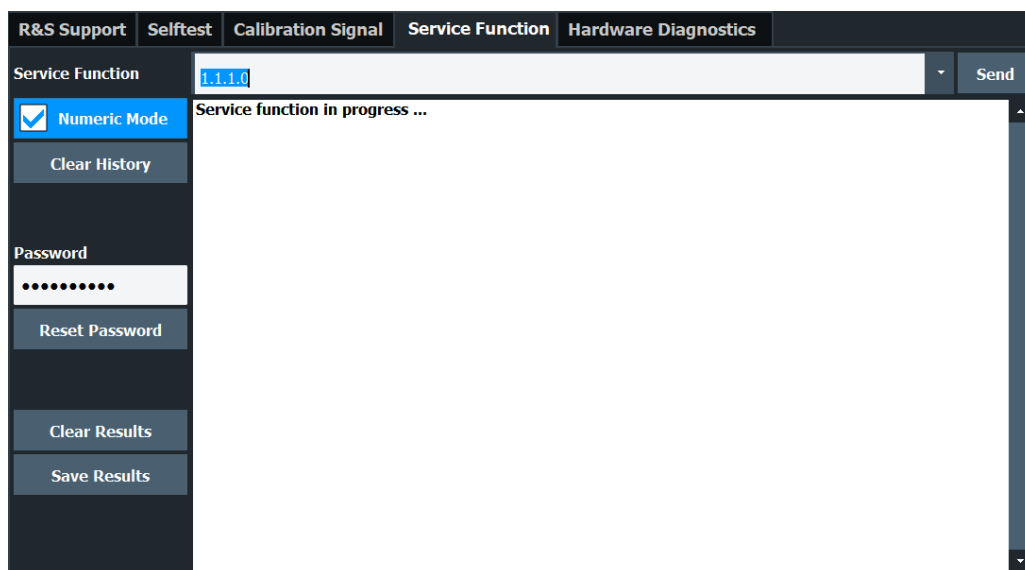 R&S Support Selftest Calibration Signal Service Function Hardware Diagnostics
Service Function 1.1.1.0 Send
Numeric Mode Service function in progress ...
Clear History
Password
••••••••••
Reset Password
Clear Results
Save Results